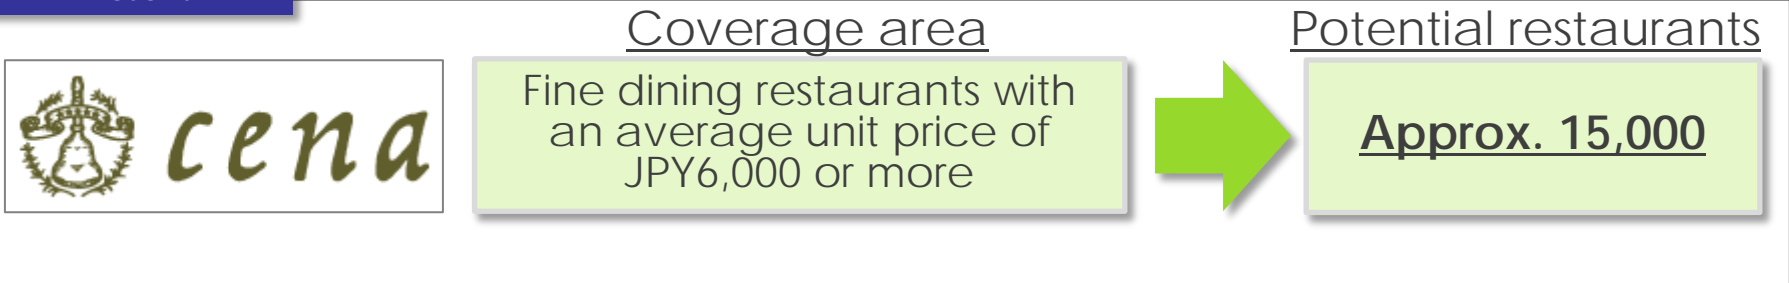 Coverage area
Potential restaurants
cena
Fine dining restaurants with
an average unit price of
JPY6,000 or more
Approx. 15,000